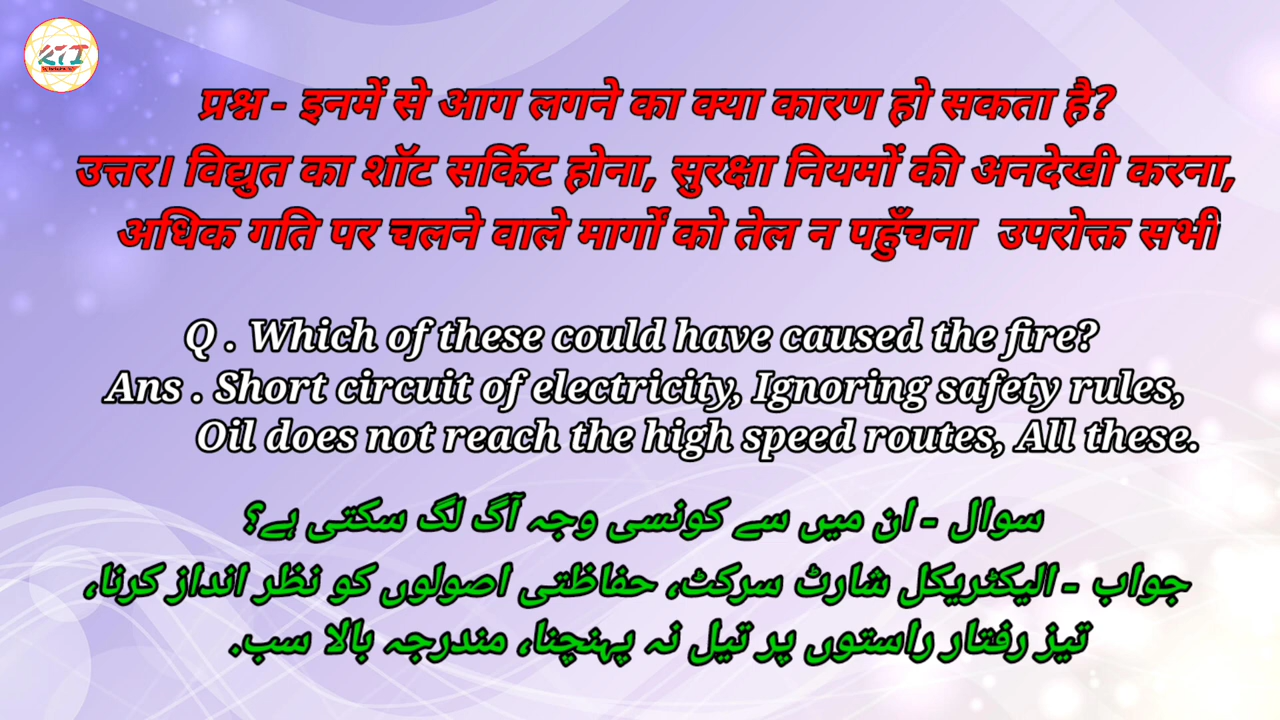 KTI
प्रश्न - इनमें से आग लगने का क्या कारण हो सकता है?
उत्तर। विद्युत का शॉट सर्किट होना, सुरक्षा नियमों की अनदेखी करना,
अधिक गति पर चलने वाले मार्गों को तेल न पहुँचना उपरोक्त सभी
Q . Which of these could have caused the fire?
Ans . Short circuit of electricity, Ignoring safety rules,
Oil does not reach the high speed routes, All these.
سوال - ان میں سے کونسی وجہ آگ لگ سکتی ہے؟
جواب - الیکٹریکل شارٹ سرکٹ، حفاظتی اصولوں کو نظر انداز کرنا،
تیز رفتار راستوں پر تیل نہ پہنچنا، مندرجہ بالا سب.